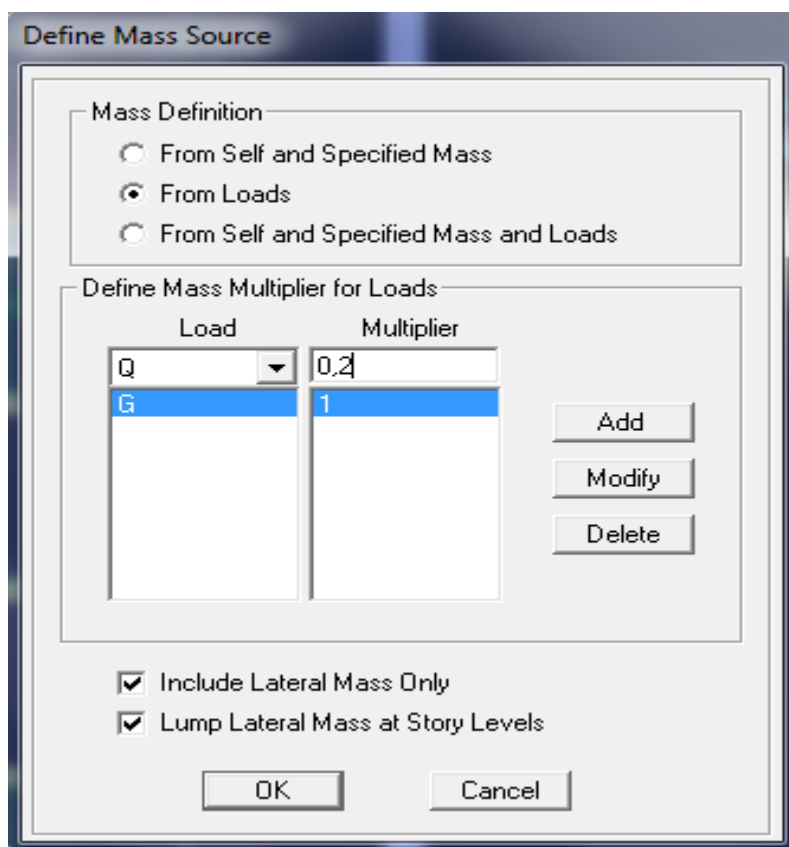 Define Mass Source
Mass Definition
From Self and Specified Mass
From Loads
From Self and Specified Mass and Loads
Define Mass Multiplier for Loads
Load Multiplier
Q 0,2
G 1
Add
Modify
Delete
Include Lateral Mass Only
Lump Lateral Mass at Story Levels
OK Cancel